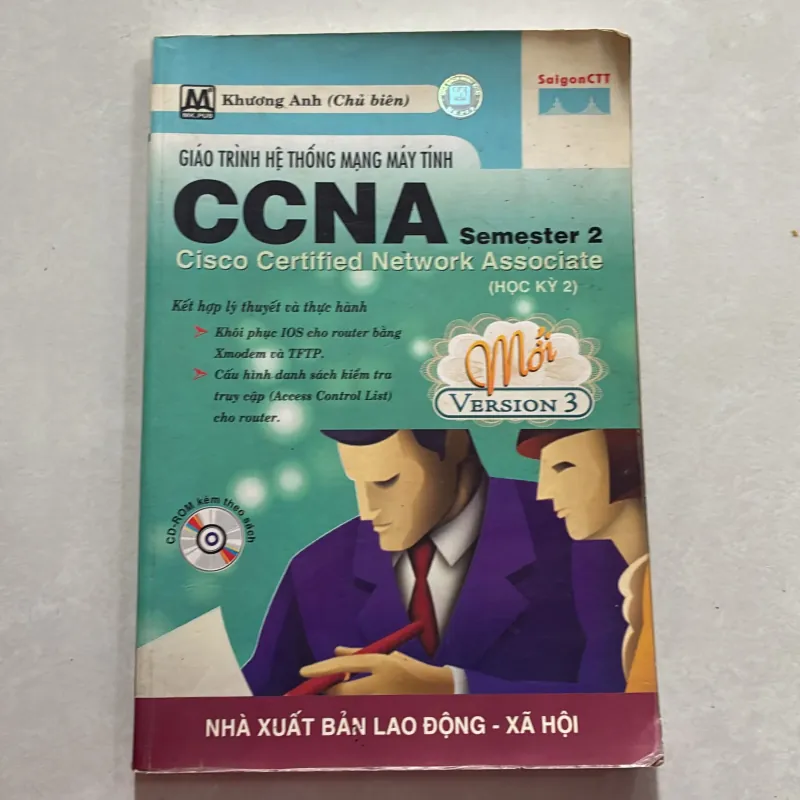 SaigonCTT
MK.PUB
Khương Anh (Chủ biên)
GIÁO TRÌNH HỆ THỐNG MẠNG MÁY TÍNH
CCNA Semester 2
Cisco Certified Network Associate
(HỌC KỲ 2)
Kết hợp lý thuyết và thực hành
Khôi phục IOS cho router bằng
Xmodem và TFTP.
Cấu hình danh sách kiểm tra
truy cập (Access Control List)
cho router.
Mới
VERSION 3
CD-ROM kèm theo sách
NHÀ XUẤT BẢN LAO ĐỘNG - XÃ HỘI